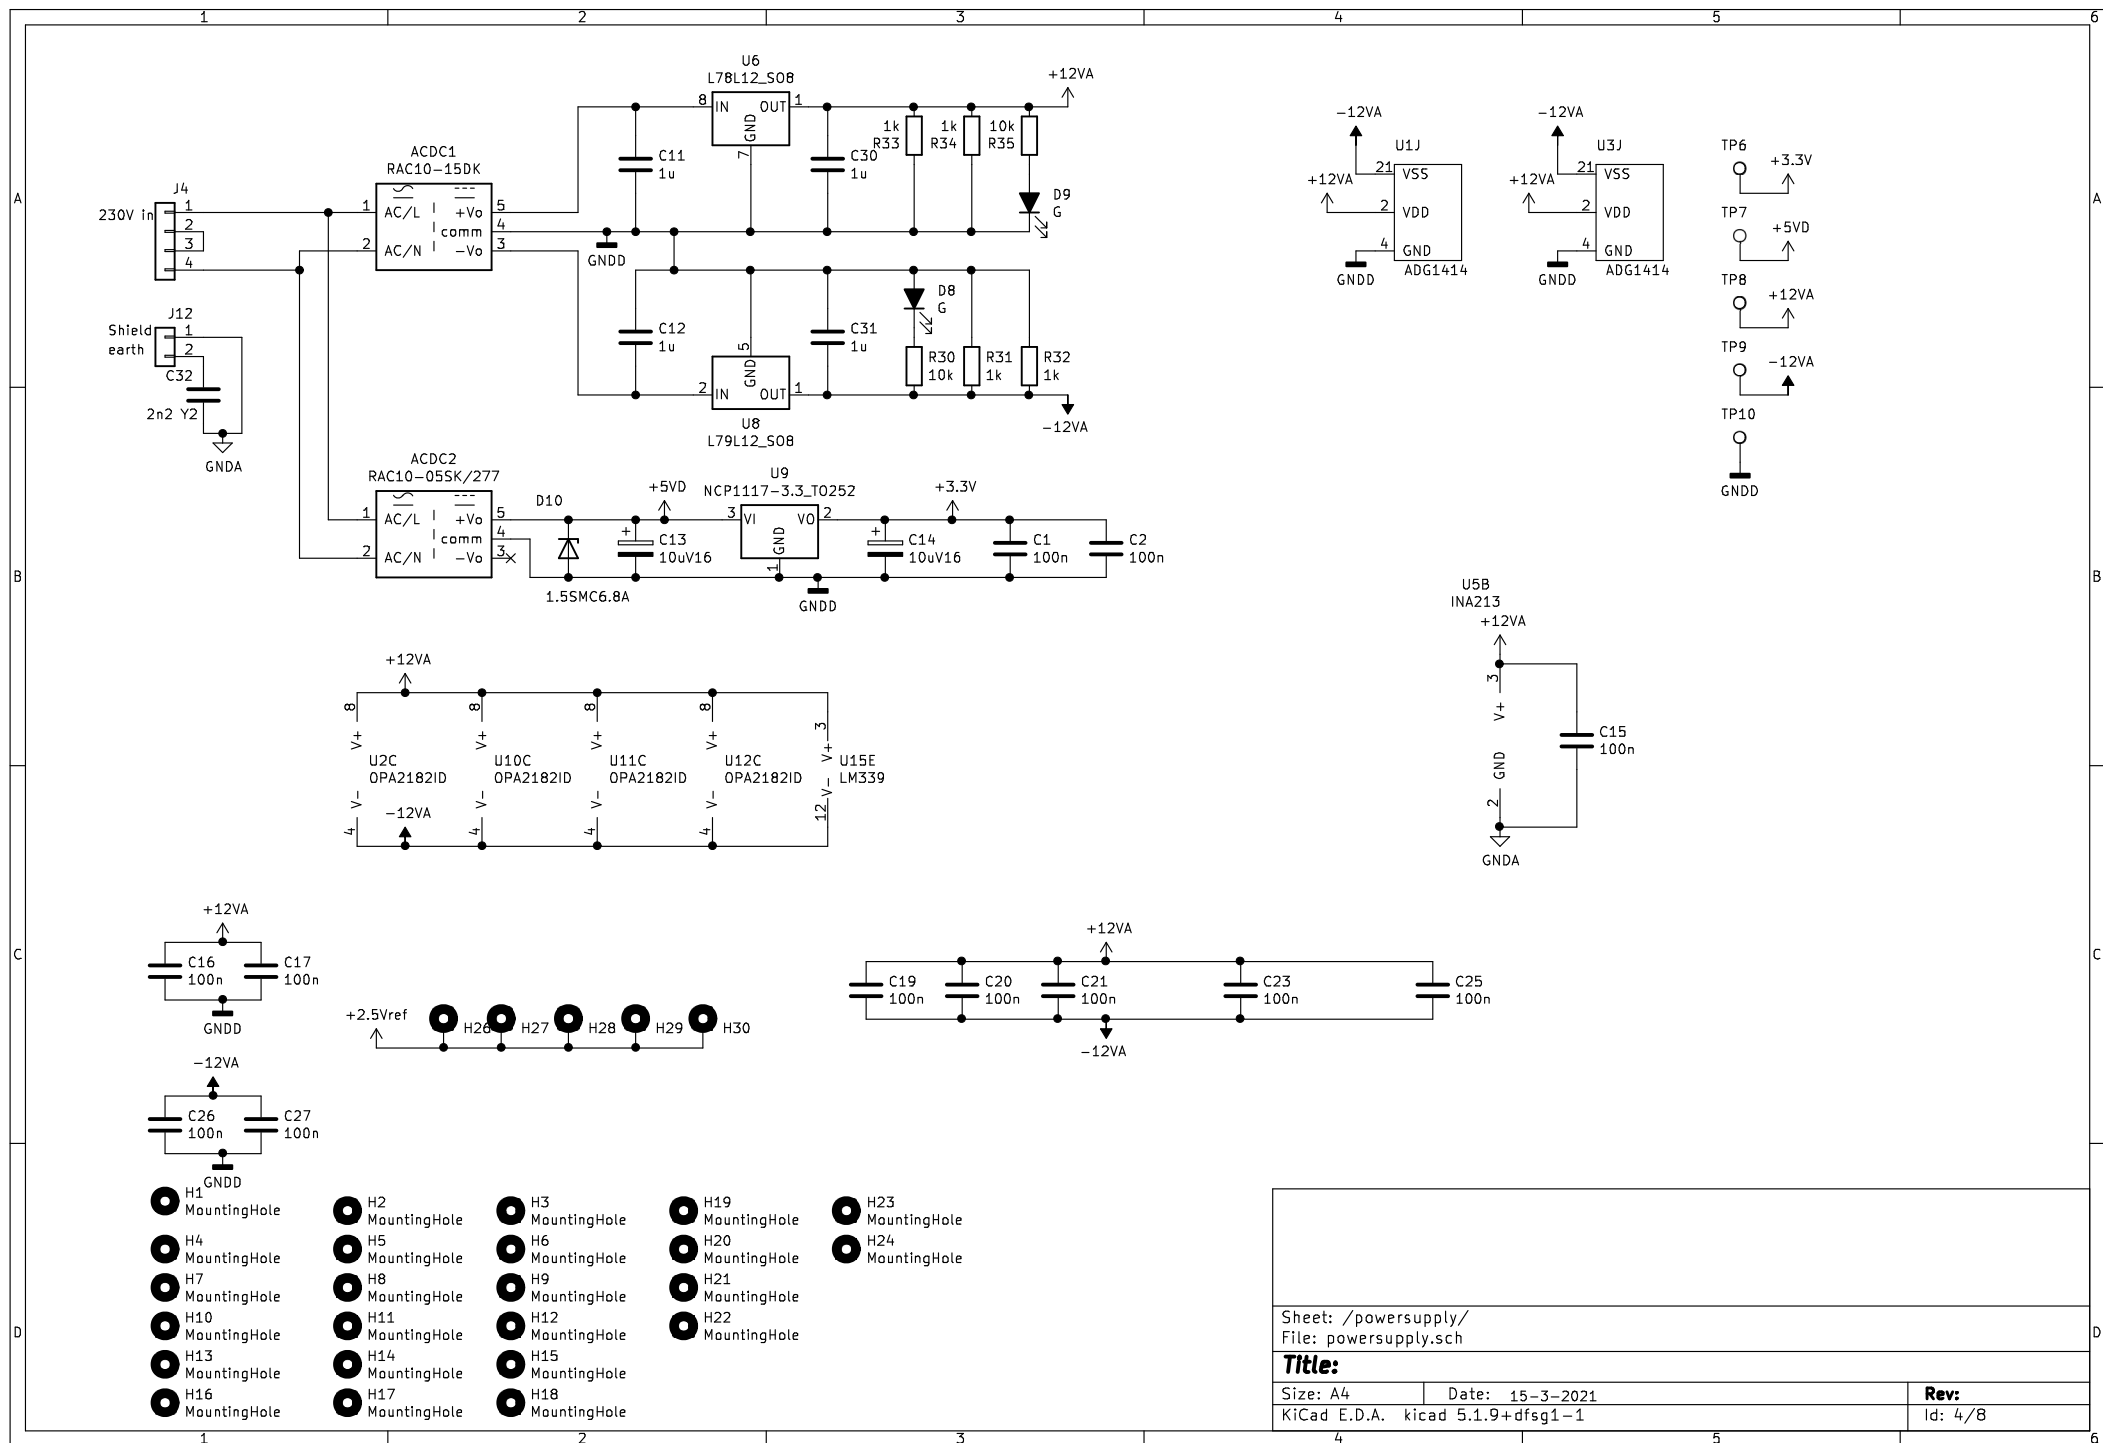 1 2 3 4 5 6
A
B
C
D
A
B
C
D
1 2 3 4 5 6
U6
L78L12_SO8
8 IN OUT 1
GND
7
+12VA
C11
1u
C30
1u
1k
R33
1k
R34
10k
R35
D9
G
ACDC1
RAC10-15DK
1 AC/L +Vo 5
comm 4
2 AC/N -Vo 3
J4
230V in
1
2
3
4
GNDD
C12
1u
C31
1u
D8
G
R30
10k
R31
1k
R32
1k
5
GND
2 IN OUT 1
U8
L79L12_SO8
-12VA
J12
Shield
earth
1
2
C32
2n2 Y2
GNDA
ACDC2
RAC10-05SK/277
1 AC/L +Vo 5
comm 4
2 AC/N -Vo 3
D10
1.5SMC6.8A
+5VD
+
C13
10uV16
U9
NCP1117-3.3_TO252
3 VI VO 2
GND
1
GNDD
+3.3V
+
C14
10uV16
C1
100n
C2
100n
-12VA
U1J
21 VSS
+12VA
2 VDD
4 GND
GNDD
ADG1414
-12VA
U3J
21 VSS
+12VA
2 VDD
4 GND
GNDD
ADG1414
TP6
+3.3V
TP7
+5VD
TP8
+12VA
TP9
-12VA
TP10
GNDD
U5B
INA213
+12VA
3
V+
GND
2
C15
100n
GNDA
+12VA
8 8 8 8 3
V+ V+ V+ V+ V+
U2C
OPA2182ID
U10C
OPA2182ID
U11C
OPA2182ID
U12C
OPA2182ID
U15E
LM339
V- V- V- V- V-
-12VA
4 4 4 4 12
+12VA
C16
100n
C17
100n
GNDD
+2.5Vref
H26 H27 H28 H29 H30
+12VA
C19
100n
C20
100n
C21
100n
C23
100n
C25
100n
-12VA
-12VA
C26
100n
C27
100n
GNDD
H1
MountingHole
H2
MountingHole
H3
MountingHole
H19
MountingHole
H23
MountingHole
H4
MountingHole
H5
MountingHole
H6
MountingHole
H20
MountingHole
H24
MountingHole
H7
MountingHole
H8
MountingHole
H9
MountingHole
H21
MountingHole
H10
MountingHole
H11
MountingHole
H12
MountingHole
H22
MountingHole
H13
MountingHole
H14
MountingHole
H15
MountingHole
H16
MountingHole
H17
MountingHole
H18
MountingHole
Sheet: /powersupply/
File: powersupply.sch
Title:
Size: A4 Date: 15-3-2021 Rev:
KiCad E.D.A. kicad 5.1.9+dfsg1-1 Id: 4/8